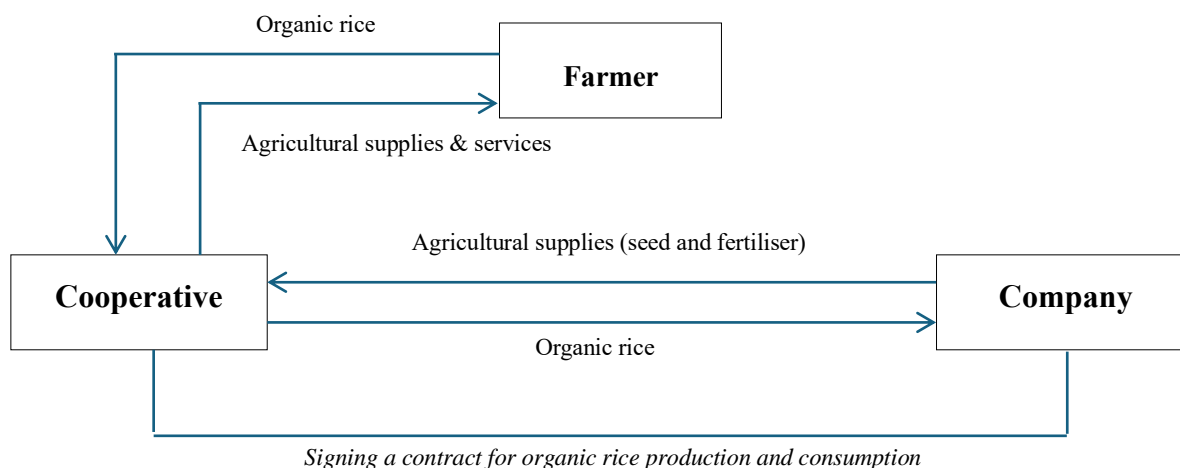 Organic rice
Farmer
Agricultural supplies & services
Agricultural supplies (seed and fertiliser)
Cooperative
Company
Organic rice
Signing a contract for organic rice production and consumption